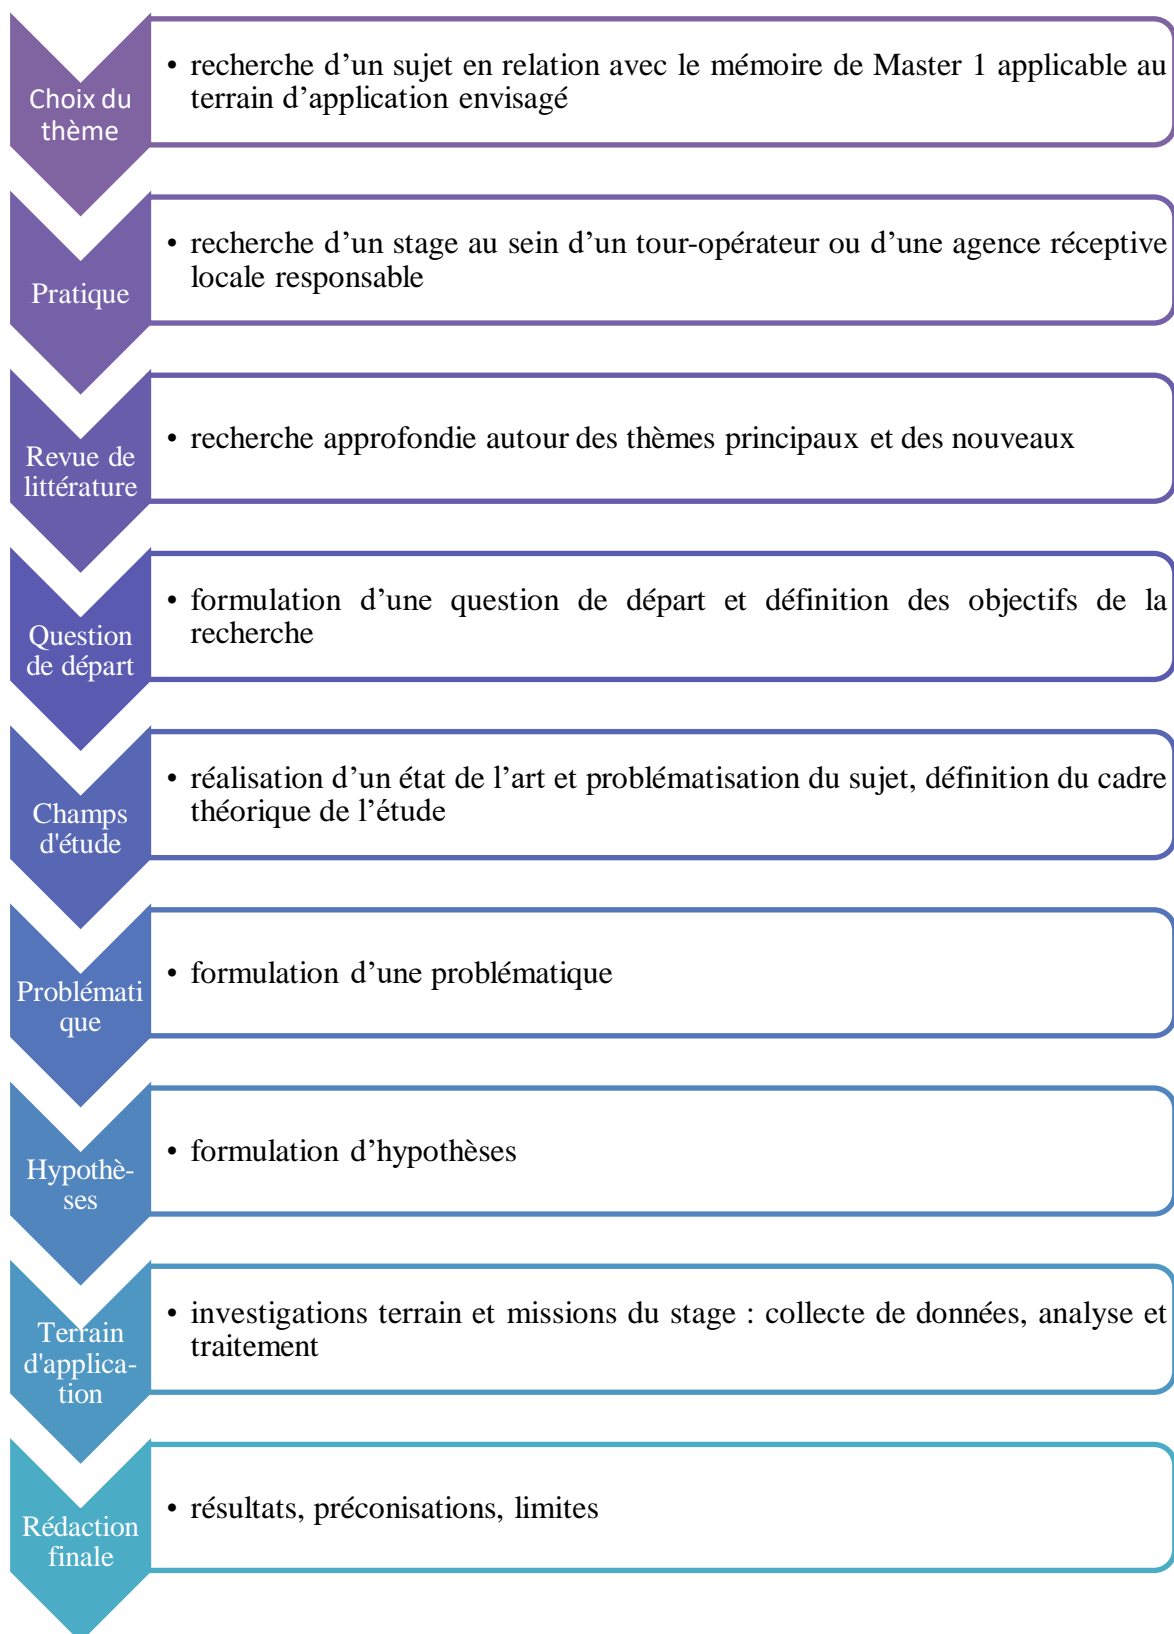 Choix du
thème
• recherche d’un sujet en relation avec le mémoire de Master 1 applicable au
terrain d’application envisagé
Pratique
• recherche d’un stage au sein d’un tour-opérateur ou d’une agence réceptive
locale responsable
Revue de
littérature
• recherche approfondie autour des thèmes principaux et des nouveaux
Question
de départ
• formulation d’une question de départ et définition des objectifs de la
recherche
Champs
d'étude
• réalisation d’un état de l’art et problématisation du sujet, définition du cadre
théorique de l’étude
Problémati
que
• formulation d’une problématique
Hypothè-
ses
• formulation d’hypothèses
Terrain
d'applica-
tion
• investigations terrain et missions du stage : collecte de données, analyse et
traitement
Rédaction
finale
• résultats, préconisations, limites